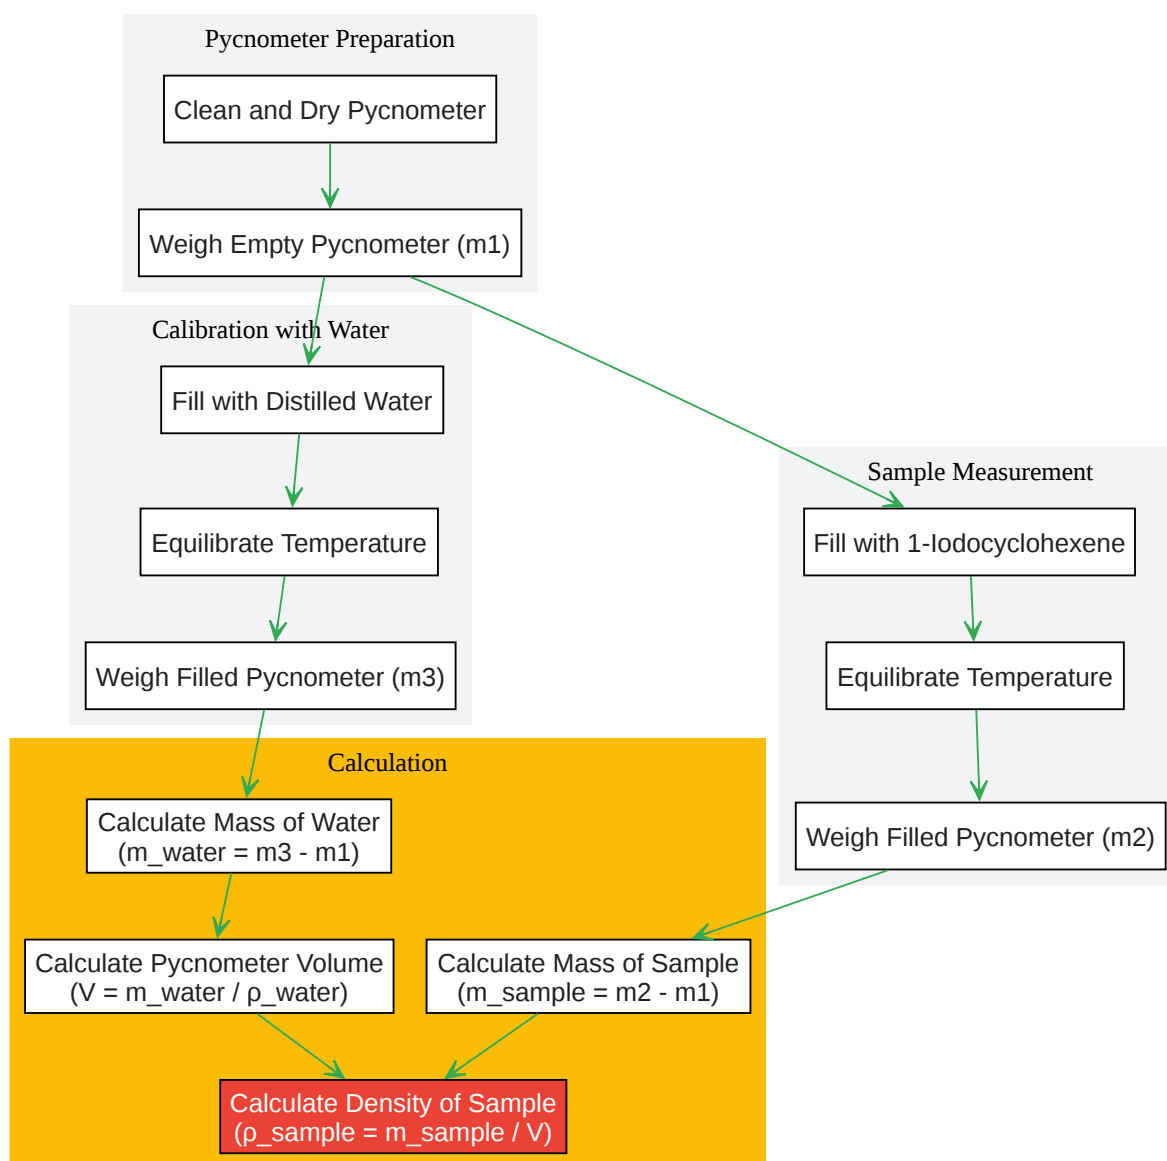 Pycnometer Preparation
Clean and Dry Pycnometer
Weigh Empty Pycnometer (m1)
Calibration with Water
Fill with Distilled Water
Equilibrate Temperature
Weigh Filled Pycnometer (m3)
Sample Measurement
Fill with 1-Iodocyclohexene
Equilibrate Temperature
Weigh Filled Pycnometer (m2)
Calculation
Calculate Mass of Water
(m_water = m3 - m1)
Calculate Pycnometer Volume
(V = m_water / ρ_water)
Calculate Mass of Sample
(m_sample = m2 - m1)
Calculate Density of Sample
(ρ_sample = m_sample / V)